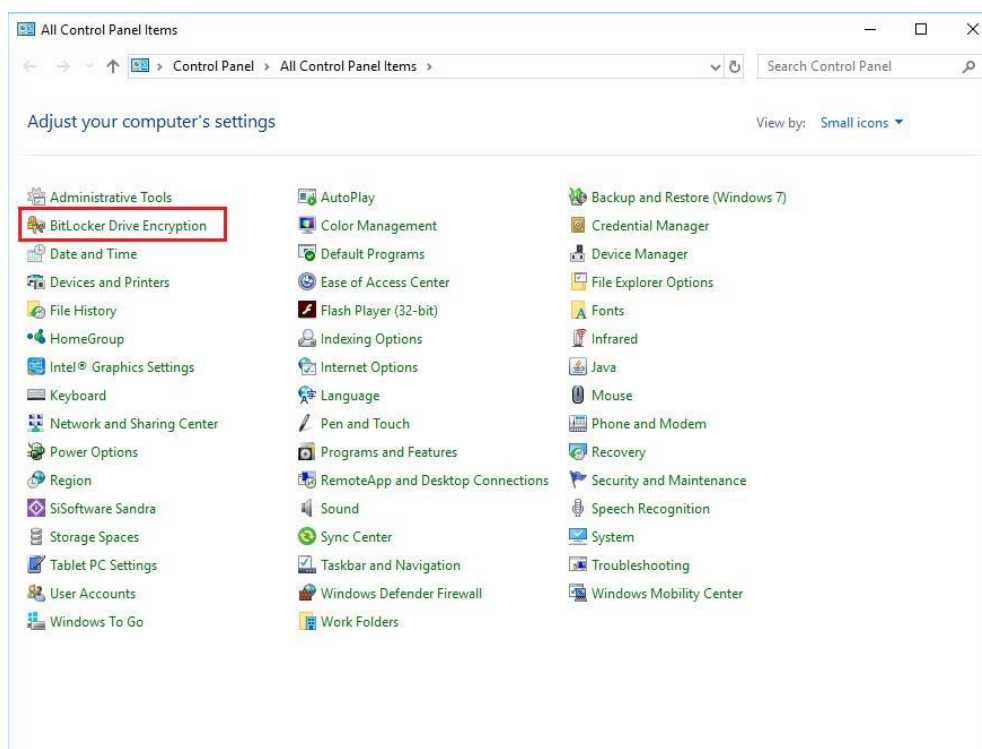 All Control Panel Items
Control Panel > All Control Panel Items >
Search Control Panel
Adjust your computer's settings
View by: Small icons
Administrative Tools
AutoPlay
Backup and Restore (Windows 7)
BitLocker Drive Encryption
Color Management
Credential Manager
Date and Time
Default Programs
Device Manager
Devices and Printers
Ease of Access Center
File Explorer Options
File History
Flash Player (32-bit)
Fonts
HomeGroup
Indexing Options
Infrared
Intel® Graphics Settings
Internet Options
Java
Keyboard
Language
Mouse
Network and Sharing Center
Pen and Touch
Phone and Modem
Power Options
Programs and Features
Recovery
Region
RemoteApp and Desktop Connections
Security and Maintenance
SiSoftware Sandra
Sound
Speech Recognition
Storage Spaces
Sync Center
System
Tablet PC Settings
Taskbar and Navigation
Troubleshooting
User Accounts
Windows Defender Firewall
Windows Mobility Center
Windows To Go
Work Folders